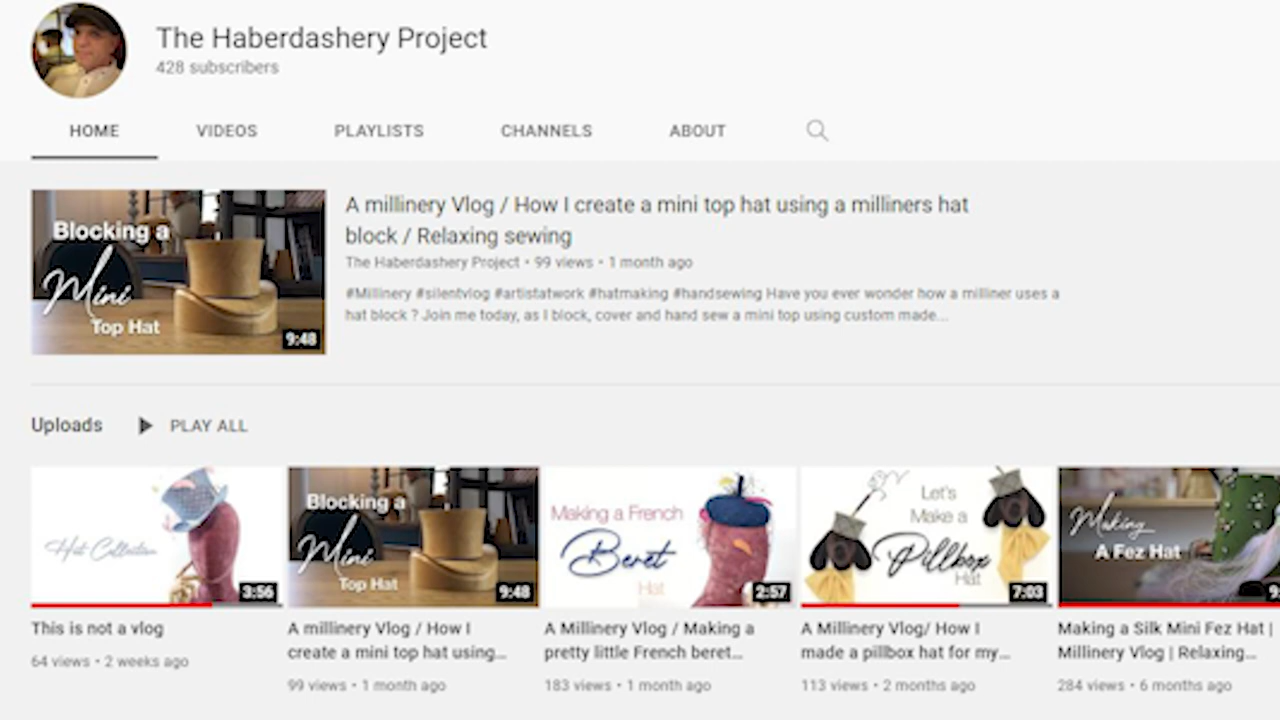 The Haberdashery Project
428 subscribers
HOME VIDEOS PLAYLISTS CHANNELS ABOUT
Blocking a
Mini
Top Hat
9:48
A millinery Vlog / How I create a mini top hat using a milliners hat
block / Relaxing sewing
The Haberdashery Project • 99 views • 1 month ago
#Millinery #silentvlog #artistatwork #hatmaking #handsewing Have you ever wonder how a milliner uses a
hat block ? Join me today, as I block, cover and hand sew a mini top using custom made...
Uploads PLAY ALL
Hat Collection
3:56
This is not a vlog
64 views • 2 weeks ago
Blocking a
Mini
Top Hat
9:48
A millinery Vlog / How I
create a mini top hat using...
99 views • 1 month ago
Making a French
Beret
Hat
2:57
A Millinery Vlog / Making a
pretty little French beret...
183 views • 1 month ago
Let's
Make a
Pillbox
Hat
7:03
A Millinery Vlog/ How I
made a pillbox hat for my...
113 views • 2 months ago
Making
A Fez Hat
Making a Silk Mini Fez Hat |
Millinery Vlog | Relaxing...
284 views • 6 months ago